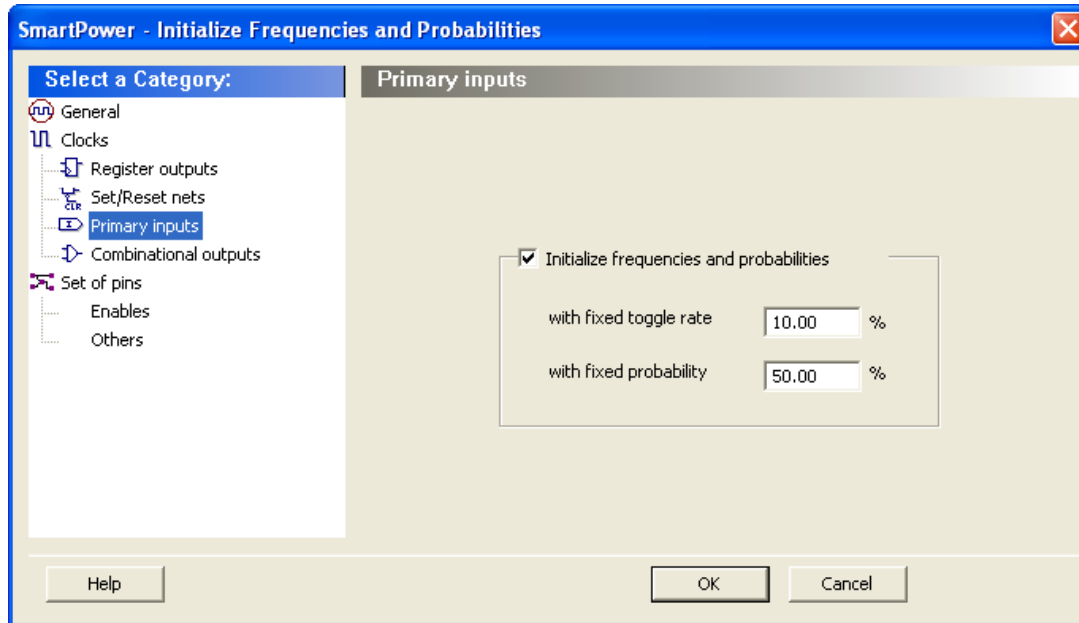 SmartPower - Initialize Frequencies and Probabilities
Select a Category:
Primary inputs
General
Clocks
Register outputs
CLR Set/Reset nets
I Primary inputs
Combinational outputs
Set of pins
Enables
Others
Initialize frequencies and probabilities
with fixed toggle rate 10.00 %
with fixed probability 50.00 %
Help OK Cancel